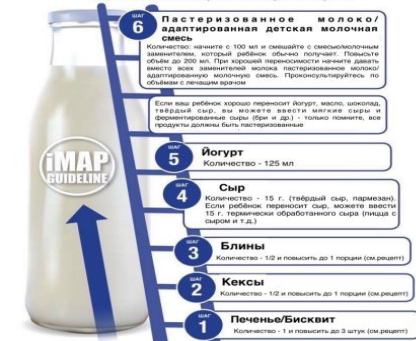 ШАГ
6
Пастеризованное молоко/
адаптированная детская молочная
смесь
Количество: начните с 100 мл и смешайте с смесью/молочным
заменителем, который ребёнок обычно получает. Повысьте
объём до 200 мл. При хорошей переносимости начните давать
вместо всех заменителей молока пастеризованное молоко/
адаптированную молочную смесь. Проконсультируйтесь по
объёмам с лечащим врачом
Если ваш ребёнок хорошо переносит йогурт, масло, шоколад,
твёрдый сыр, вы можете ввести мягкие сыры и
ферментированные сыры (бри и др.) - только помните, все
продукты должны быть пастеризованные
iMAP
GUIDELINE
ШАГ
5
Йогурт
Количество - 125 мл
ШАГ
4
Сыр
Количество - 15 г. (твёрдый сыр, пармезан).
Если ребёнок переносит сыр, можете ввести
15 г. термически обработанного сыра (пицца с
сыром и т.д.)
ШАГ
3
Блины
Количество - 1/2 и повысить до 1 порции (см.рецепт)
ШАГ
2
Кексы
Количество - 1/2 и повысить до 1 порции (см.рецепт)
ШАГ
1
Печенье/Бисквит
Количество - 1 и повысить до 3 штук (см.рецепт)